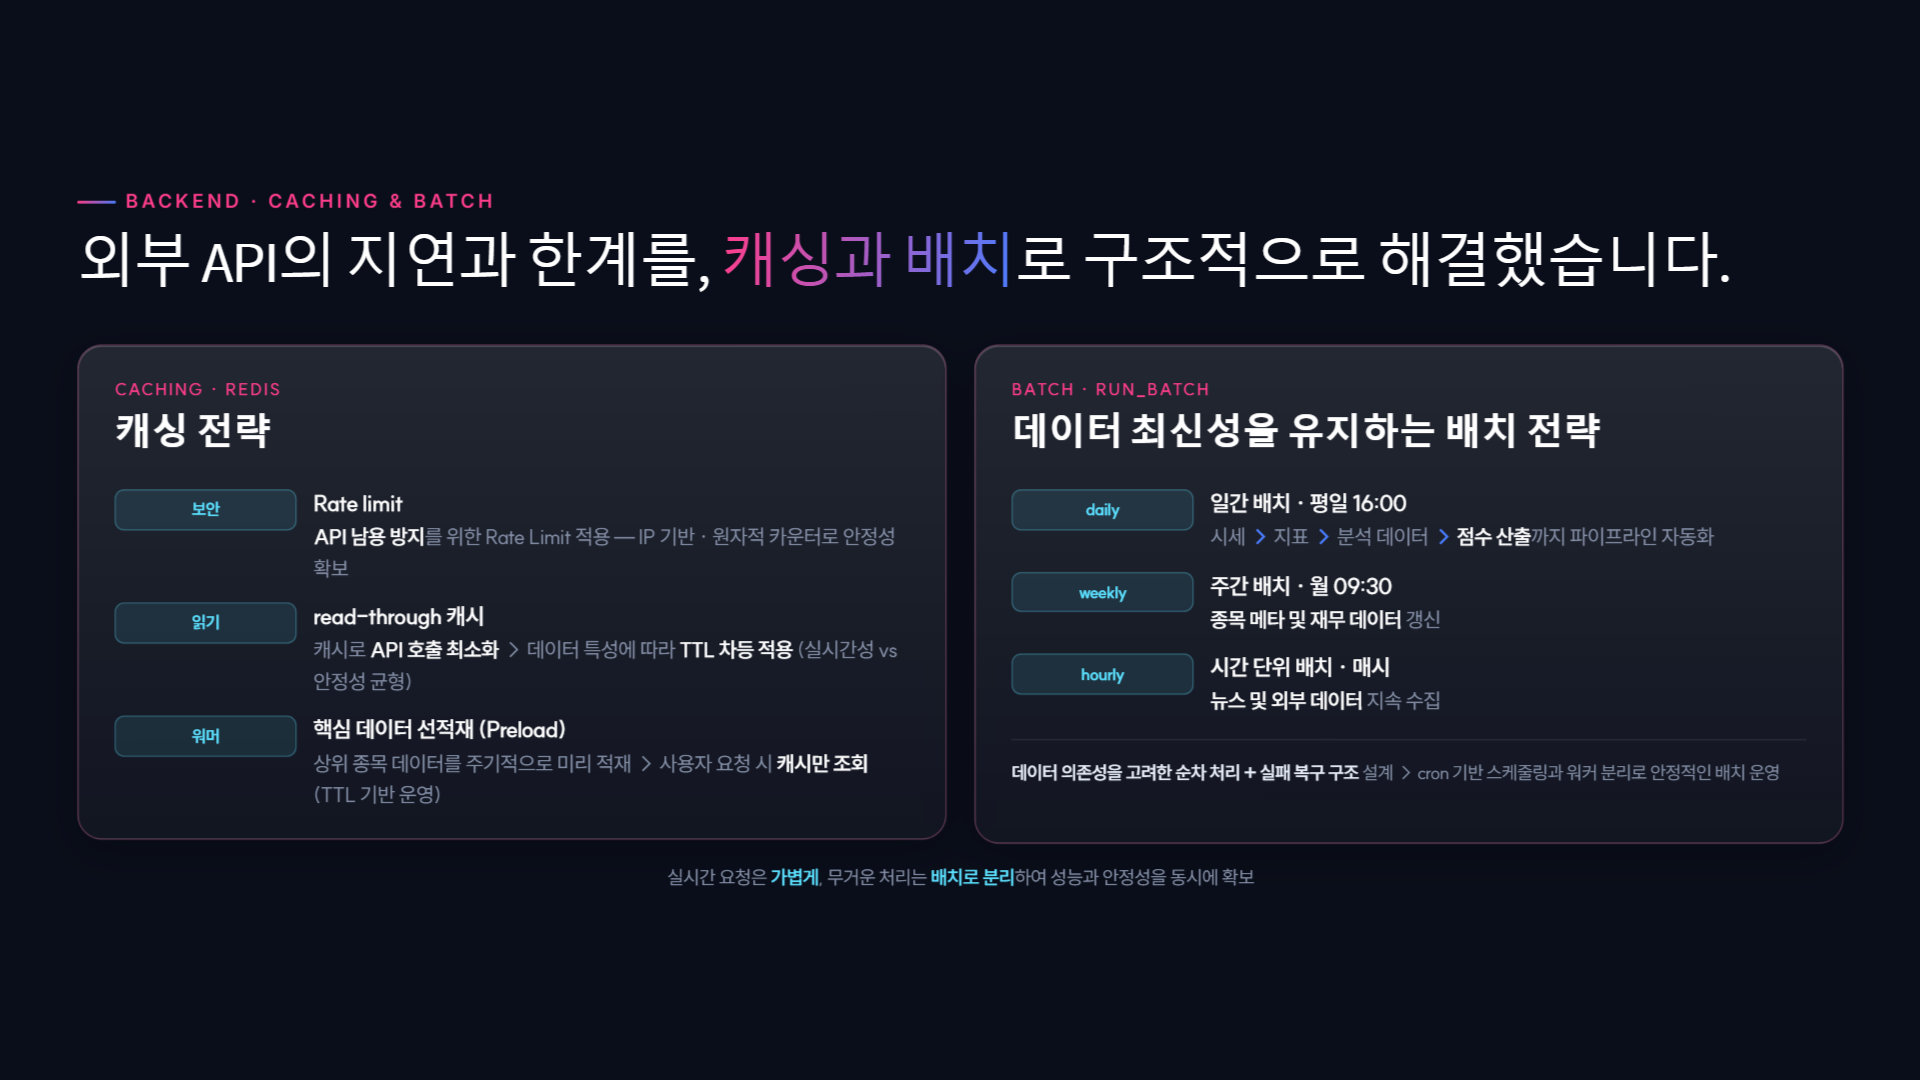 BACKEND · CACHING & BATCH
외부 API의 지연과 한계를, 캐싱과 배치로 구조적으로 해결했습니다.
CACHING · REDIS
캐싱 전략
보안
Rate limit
API 남용 방지를 위한 Rate Limit 적용 — IP 기반 · 원자적 카운터로 안정성
확보
읽기
read-through 캐시
캐시로 API 호출 최소화 > 데이터 특성에 따라 TTL 차등 적용 (실시간성 vs
안정성 균형)
워머
핵심 데이터 선적재 (Preload)
상위 종목 데이터를 주기적으로 미리 적재 > 사용자 요청 시 캐시만 조회
(TTL 기반 운영)
BATCH · RUN_BATCH
데이터 최신성을 유지하는 배치 전략
daily
일간 배치 · 평일 16:00
시세 > 지표 > 분석 데이터 > 점수 산출까지 파이프라인 자동화
weekly
주간 배치 · 월 09:30
종목 메타 및 재무 데이터 갱신
hourly
시간 단위 배치 · 매시
뉴스 및 외부 데이터 지속 수집
데이터 의존성을 고려한 순차 처리 + 실패 복구 구조 설계 > cron 기반 스케줄링과 워커 분리로 안정적인 배치 운영
실시간 요청은 가볍게, 무거운 처리는 배치로 분리하여 성능과 안정성을 동시에 확보